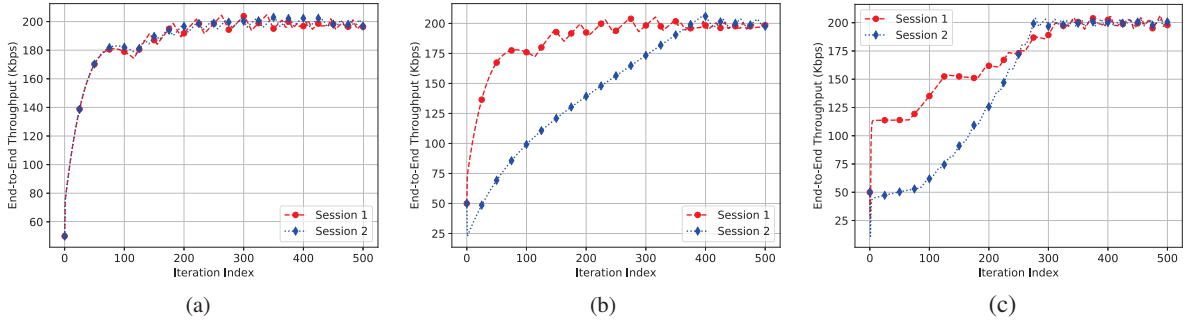 End-to-End Throughput (Kbps)
200
180
160
140
120
100
80
60
0
100
200
300
400
500
Iteration Index
Session 1
Session 2
(a)
End-to-End Throughput (Kbps)
200
175
150
125
100
75
50
25
0
100
200
300
400
500
Iteration Index
Session 1
Session 2
(b)
End-to-End Throughput (Kbps)
200
175
150
125
100
75
50
25
0
100
200
300
400
500
Iteration Index
Session 1
Session 2
(c)